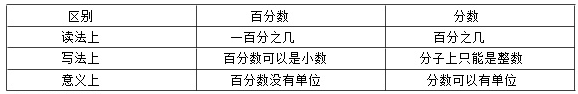 区别 百分数 分数
读法上 一百分之几 百分之几
写法上 百分数可以是小数 分子上只能是整数
意义上 百分数没有单位 分数可以有单位